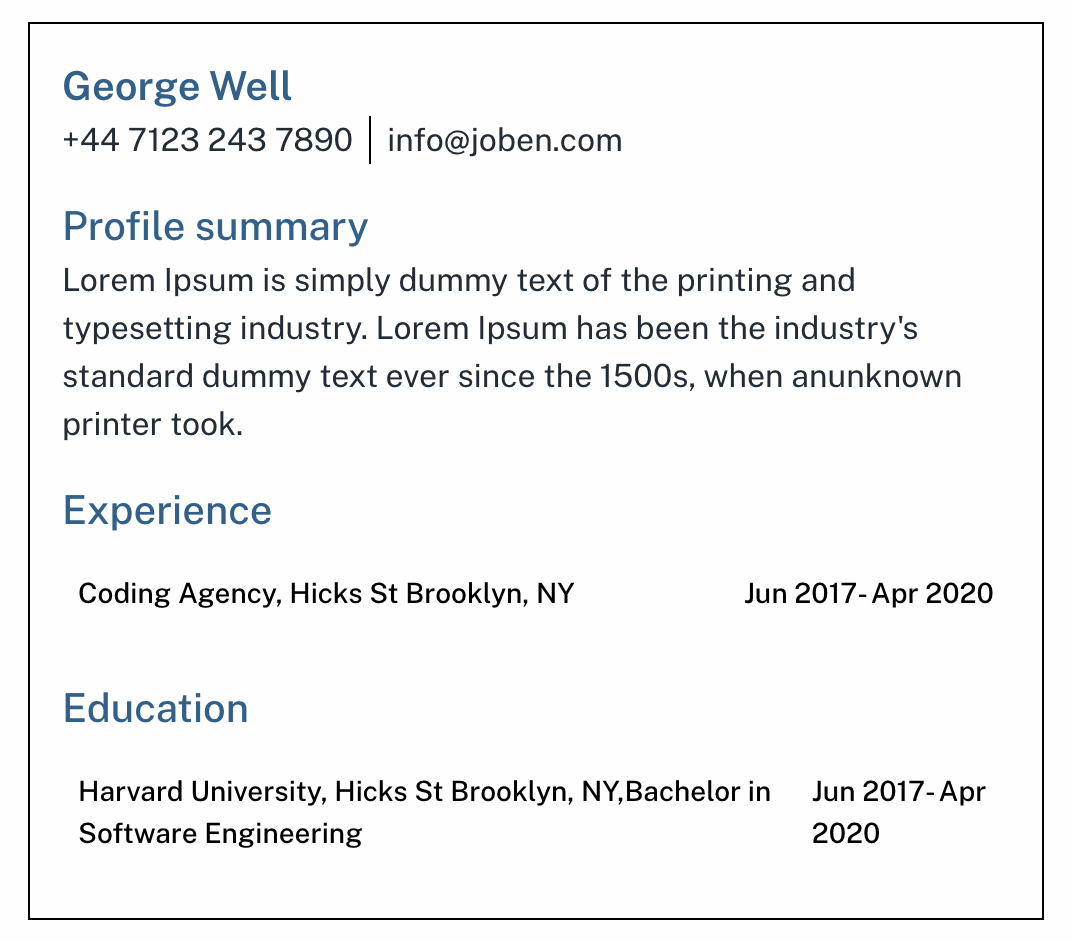 George Well
+44 7123 243 7890 | info@joben.com
Profile summary
Lorem Ipsum is simply dummy text of the printing and
typesetting industry. Lorem Ipsum has been the industry's
standard dummy text ever since the 1500s, when anunknown
printer took.
Experience
Coding Agency, Hicks St Brooklyn, NY Jun 2017- Apr 2020
Education
Harvard University, Hicks St Brooklyn, NY,Bachelor in Jun 2017- Apr
Software Engineering 2020